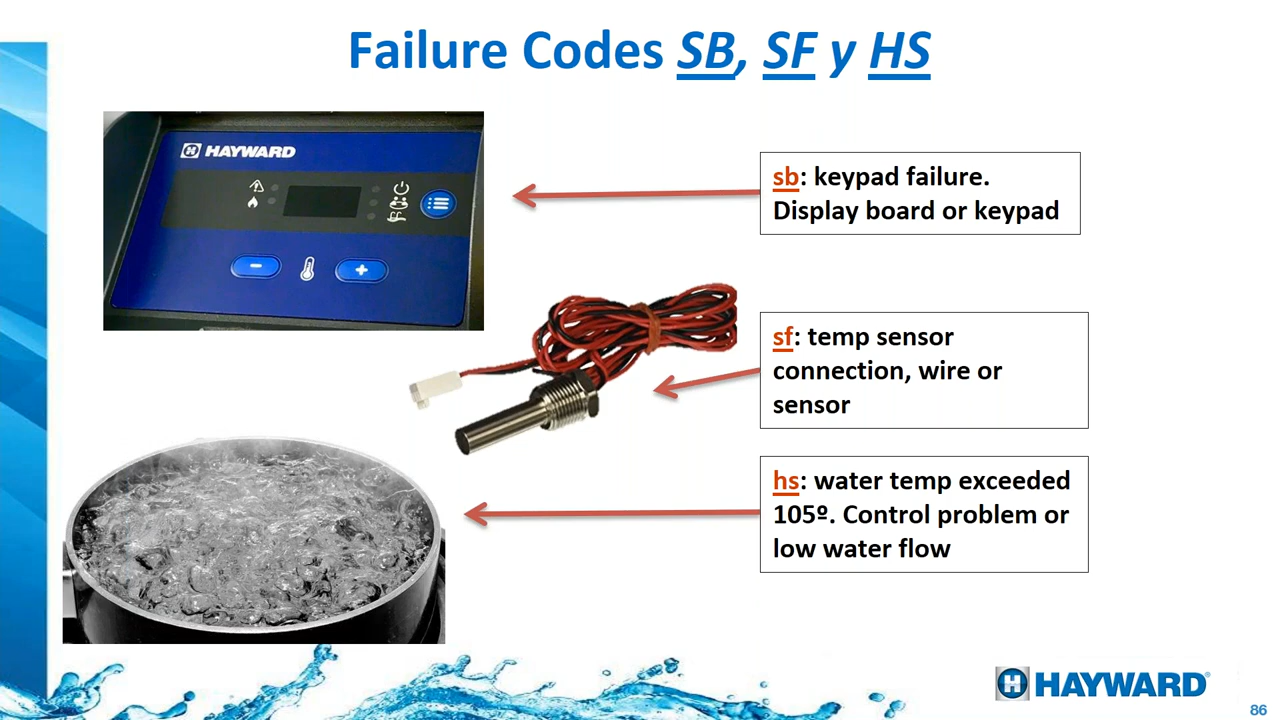 Failure Codes SB, SF y HS
HAYWARD
sb: keypad failure.
Display board or keypad
sf: temp sensor
connection, wire or
sensor
hs: water temp exceeded
105º. Control problem or
low water flow
HAYWARD®
86